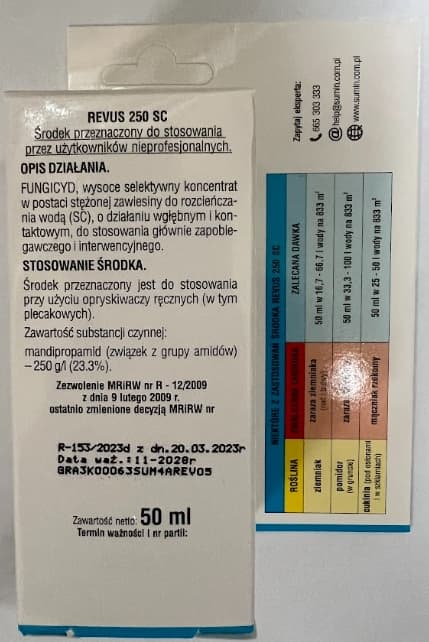 REVUS 250 SC
Środek przeznaczony do stosowania
przez użytkowników nieprofesjonalnych.
OPIS DZIAŁANIA.
FUNGICYD, wysoce selektywny koncentrat
w postaci stężonej zawiesiny do rozcieńcza-
nia wodą (SC), o działaniu wgłębnym i kon-
taktowym, do stosowania głównie zapobie-
gawczego i interwencyjnego.
STOSOWANIE ŚRODKA.
Środek przeznaczony jest do stosowania
przy użyciu opryskiwaczy ręcznych (w tym
plecakowych).
Zawartość substancji czynnej:
mandipropamid (związek z grupy amidów)
–250 g/l (23.3%).
Zezwolenie MRiRW nr R - 12/2009
z dnia 9 lutego 2009 r.
ostatnio zmienione decyzją MRiRW nr
R-153/2023d z dn.20.03.2023r
Data waż.:11-2028r
GRA3K00063SUM4AREV05
Zawartość netto: 50 ml
Termin ważności i nr partii:
Zapytaj eksperta:
665 303 333
help@sumin.com.pl
www.sumin.com.pl
NIEKTÓRE Z ZASTOSOWAŃ ŚRODKA REVUS 250 SC
ROŚLINA
ZALECANA DAWKA
ziemniak
zaraza ziemniaka
50 ml w 16,7 - 66,7 l wody na 833 m²
pomidor
(w gruncie)
zaraza
50 ml w 33,3 - 100 l wody na 833 m²
cukinia (pod osłonami
i w szklarniach)
mączniak rzekomy
50 ml w 25 - 50 l wody na 833 m²